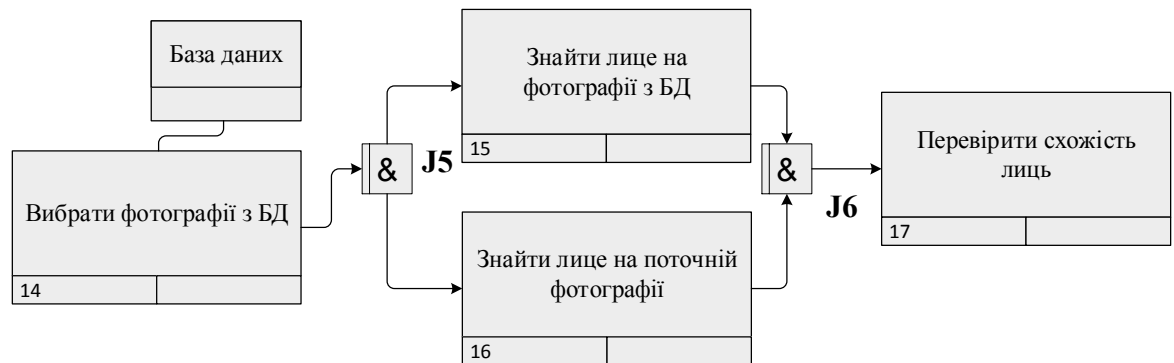 База даних
Вибрати фотографії з БД
14
&
J5
Знайти лице на
фотографії з БД
15
Знайти лице на поточній
фотографії
16
&
J6
Перевірити схожість
лиць
17